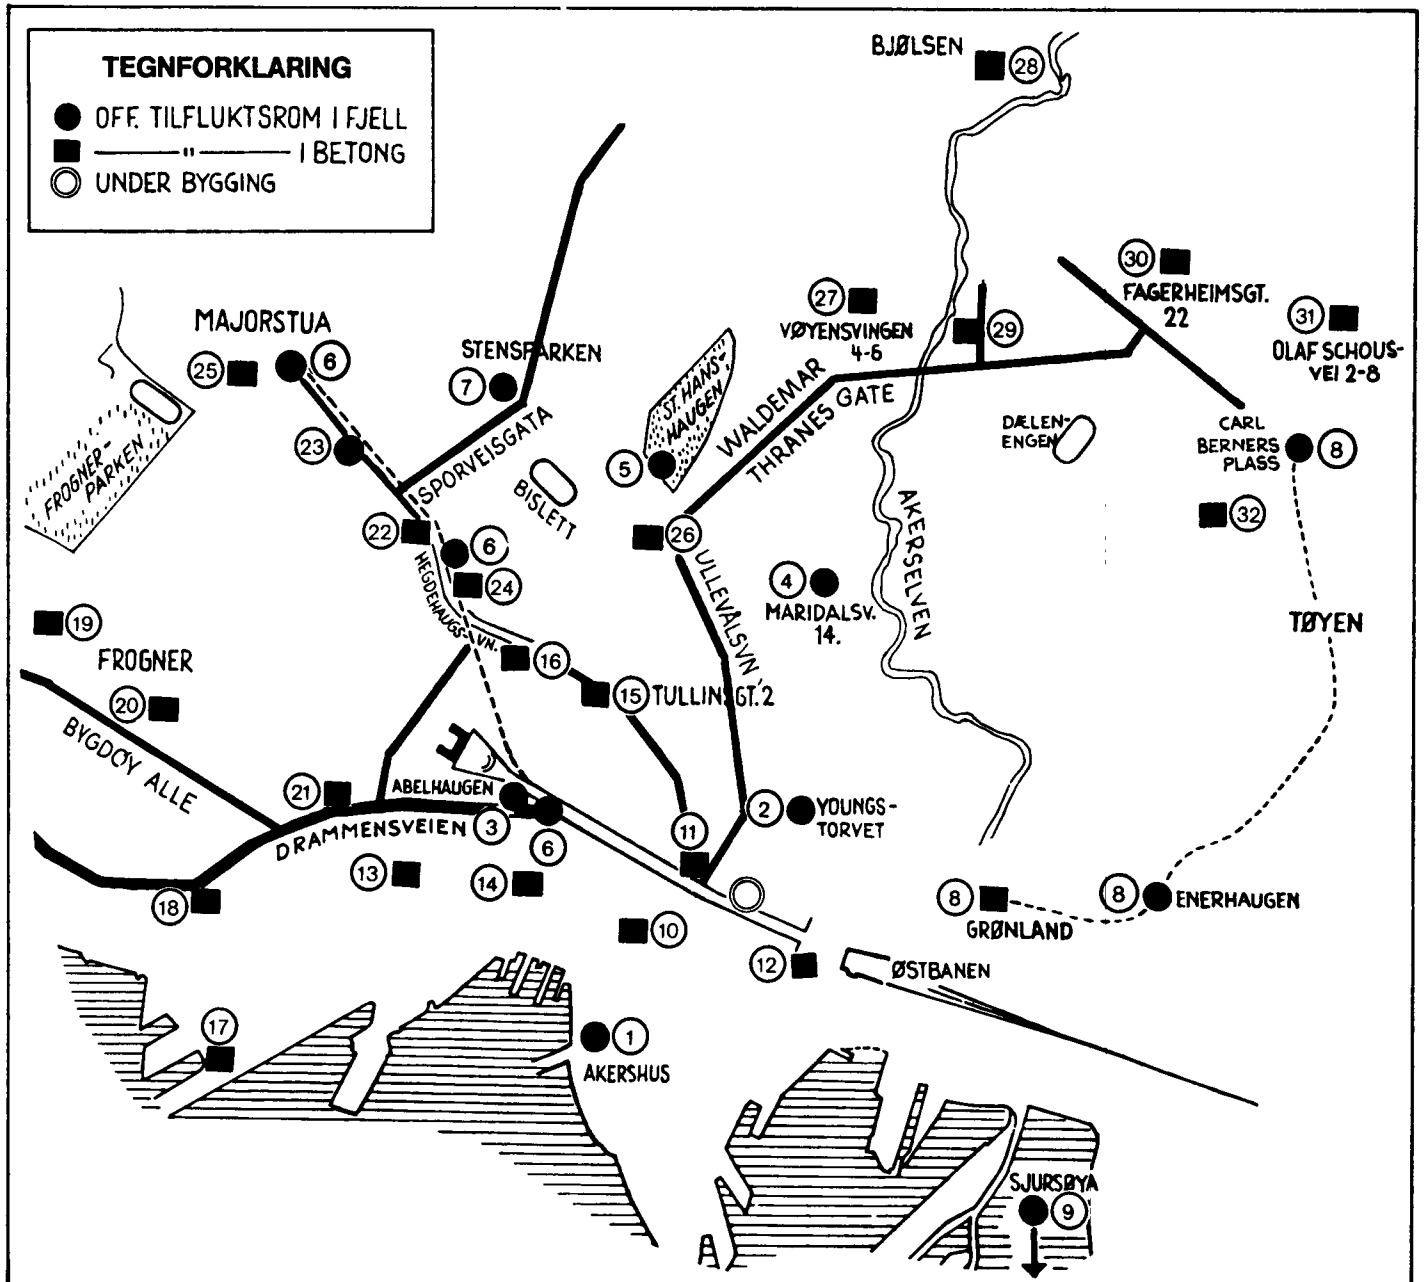 TEGNFORKLARING
OFF. TILFLUKTSROM I FJELL
—— " —— I BETONG
UNDER BYGGING
BJØLSEN
28
30
FAGERHEIMSGT.
22
27
VØYENSVINGEN
4-6
29
31
OLAF SCHOUS-
VEI 2-8
MAJORSTUA
25
6
STENSPARKEN
7
23
ST. HANS-
HAUGEN
5
WALDEMAR
THRANES GATE
DÆLEN-
ENGEN
CARL
BERNERS
PLASS
8
FROGNER-
PARKEN
SPORVEISGATA
BISLETT
22
6
24
HEGDEHAUGS-
VN.
26
ULLEVÅLSVN.
4
MARIDALSV.
14.
AKERSELVEN
32
TØYEN
19
FROGNER
20
BYGDØY ALLE
16
15
TULLINSGT. 2
21
ABELHAUGEN
DRAMMENSVEIEN
3
6
11
2
YOUNGS-
TORVET
13
14
18
10
12
8
GRØNLAND
8
ENERHAUGEN
ØSTBANEN
17
1
AKERSHUS
SJURSØYA
9